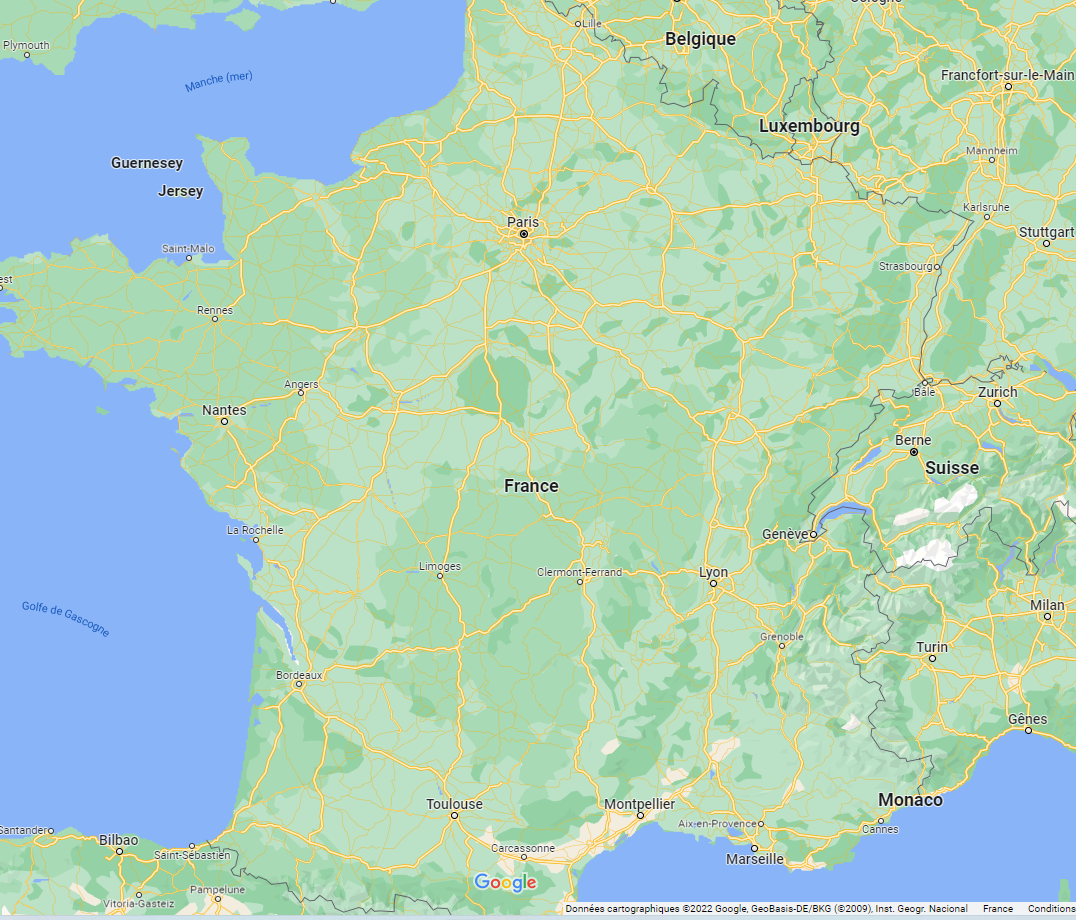 Cologne
Lille
Belgique
Plymouth
Manche (mer)
Francfort-sur-le-Main
Luxembourg
Mannheim
Guernesey
Jersey
Karlsruhe
Paris
Stuttgart
Saint-Malo
Strasbourg
est
Rennes
Angers
Bâle
Zurich
Nantes
Berne
Suisse
France
La Rochelle
Genève
Limoges
Clermont-Ferrand
Lyon
Golfe de Gascogne
Milan
Grenoble
Turin
Bordeaux
Gênes
Monaco
Toulouse
Montpellier
Aix-en-Provence
Cannes
Santander
Bilbao
Saint-Sébastien
Carcassonne
Marseille
Google
Pampelune
Vitoria-Gasteiz
Données cartographiques ©2022 Google, GeoBasis-DE/BKG (©2009), Inst. Geogr. Nacional France Conditions